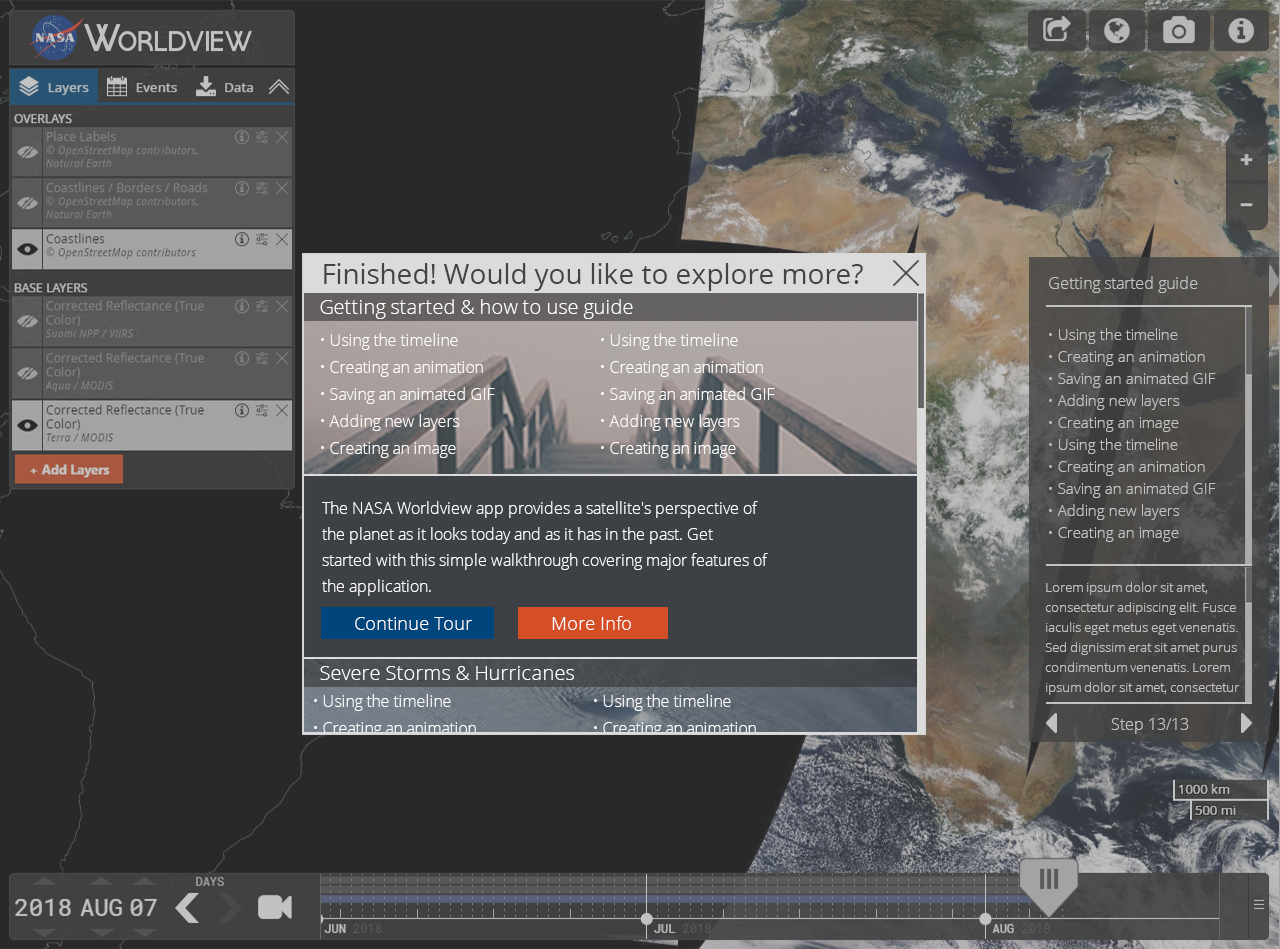 NASA WORLDVIEW
Layers Events Data
OVERLAYS
Place Labels
© OpenStreetMap contributors,
Natural Earth
Coastlines / Borders / Roads
© OpenStreetMap contributors,
Natural Earth
Coastlines
© OpenStreetMap contributors
BASE LAYERS
Corrected Reflectance (True
Color)
Suomi NPP / VIIRS
Corrected Reflectance (True
Color)
Aqua / MODIS
Corrected Reflectance (True
Color)
Terra / MODIS
+ Add Layers
Finished! Would you like to explore more?
Getting started & how to use guide
• Using the timeline
• Creating an animation
• Saving an animated GIF
• Adding new layers
• Creating an image
• Using the timeline
• Creating an animation
• Saving an animated GIF
• Adding new layers
• Creating an image
The NASA Worldview app provides a satellite's perspective of
the planet as it looks today and as it has in the past. Get
started with this simple walkthrough covering major features of
the application.
Continue Tour More Info
Severe Storms & Hurricanes
• Using the timeline
• Creating an animation
• Using the timeline
• Creating an animation
Getting started guide
• Using the timeline
• Creating an animation
• Saving an animated GIF
• Adding new layers
• Creating an image
• Using the timeline
• Creating an animation
• Saving an animated GIF
• Adding new layers
• Creating an image
Lorem ipsum dolor sit amet,
consectetur adipiscing elit. Fusce
iaculis eget metus eget venenatis.
Sed dignissim erat sit amet purus
condimentum venenatis. Lorem
ipsum dolor sit amet, consectetur
Step 13/13
1000 km
500 mi
DAYS
2018 AUG 07
JUN 2018
JUL 2018
AUG 2018